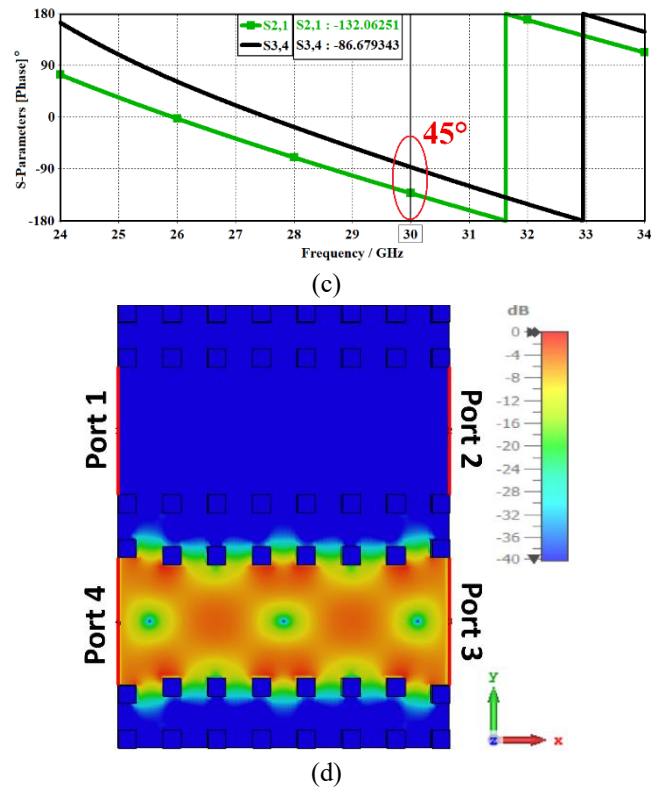 180
90
0
-90
-180
S-Parameters [Phase]°
S2,1 S2,1 : -132.06251
S3,4 S3,4 : -86.679343
45°
24 25 26 27 28 29 30 31 32 33 34
Frequency / GHz
(c)
dB
0
-4
-8
-12
-16
-20
-24
-28
-32
-36
-40
Port 1
Port 2
Port 4
Port 3
y
z
x
(d)